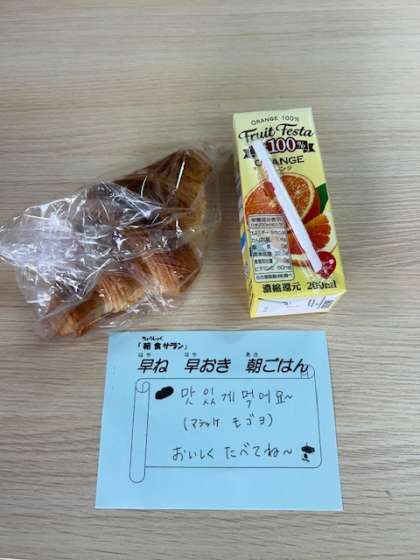 ORANGE 100%
Fruit Festa
100%
ORANGE
濃縮還元 200ml
ちょうしょく
「朝食サラン」
はや はや あさ
早ね 早おき 朝ごはん
맛있게 먹어요~
(マシッケ モゴヨ)
おいしく たべてね~